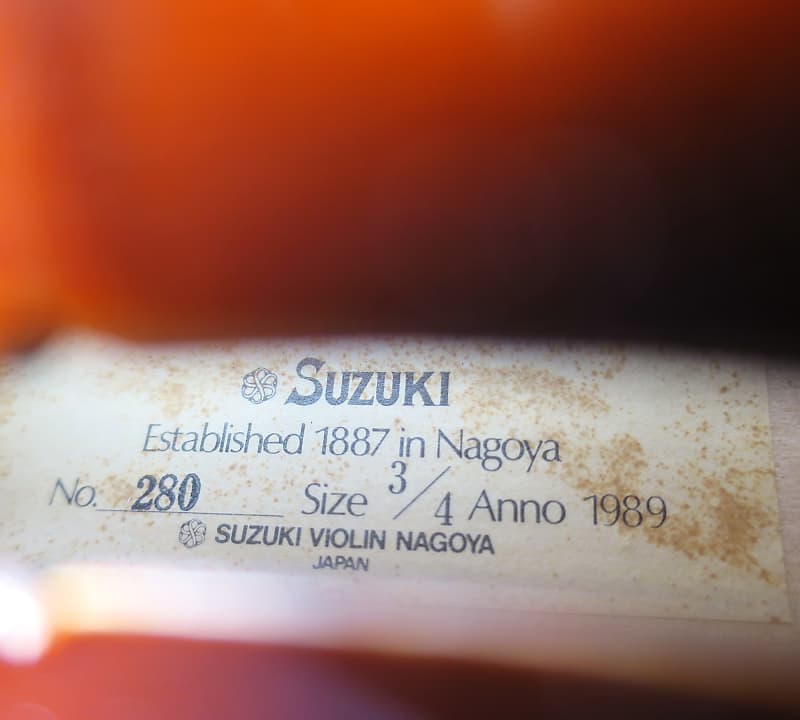 SUZUKI
Established 1887 in Nagoya
No. 280 Size 3/4 Anno 1989
SUZUKI VIOLIN NAGOYA
JAPAN